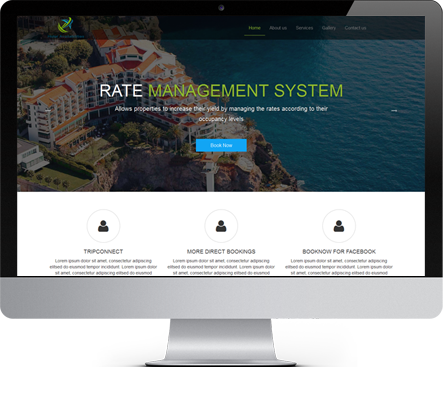 Home About us Services Gallery Contact us
RATE MANAGEMENT SYSTEM
Allows properties to increase their yield by managing the rates according to their
occupancy levels
Book Now
TRIPCONNECT MORE DIRECT BOOKINGS BOOKNOW FOR FACEBOOK
Lorem ipsum dolor sit amet, consectetur adipiscing Lorem ipsum dolor sit amet, consectetur adipiscing Lorem ipsum dolor sit amet, consectetur adipiscing
elitsed do eiusmod tempor incididunt. Lorem ipsum elitsed do eiusmod tempor incididunt. Lorem ipsum elitsed do eiusmod tempor incididunt. Lorem ipsum
dolor sit amet, consectetur adipiscing elitsed do dolor sit amet, consectetur adipiscing elitsed do dolor sit amet, consectetur adipiscing elitsed do